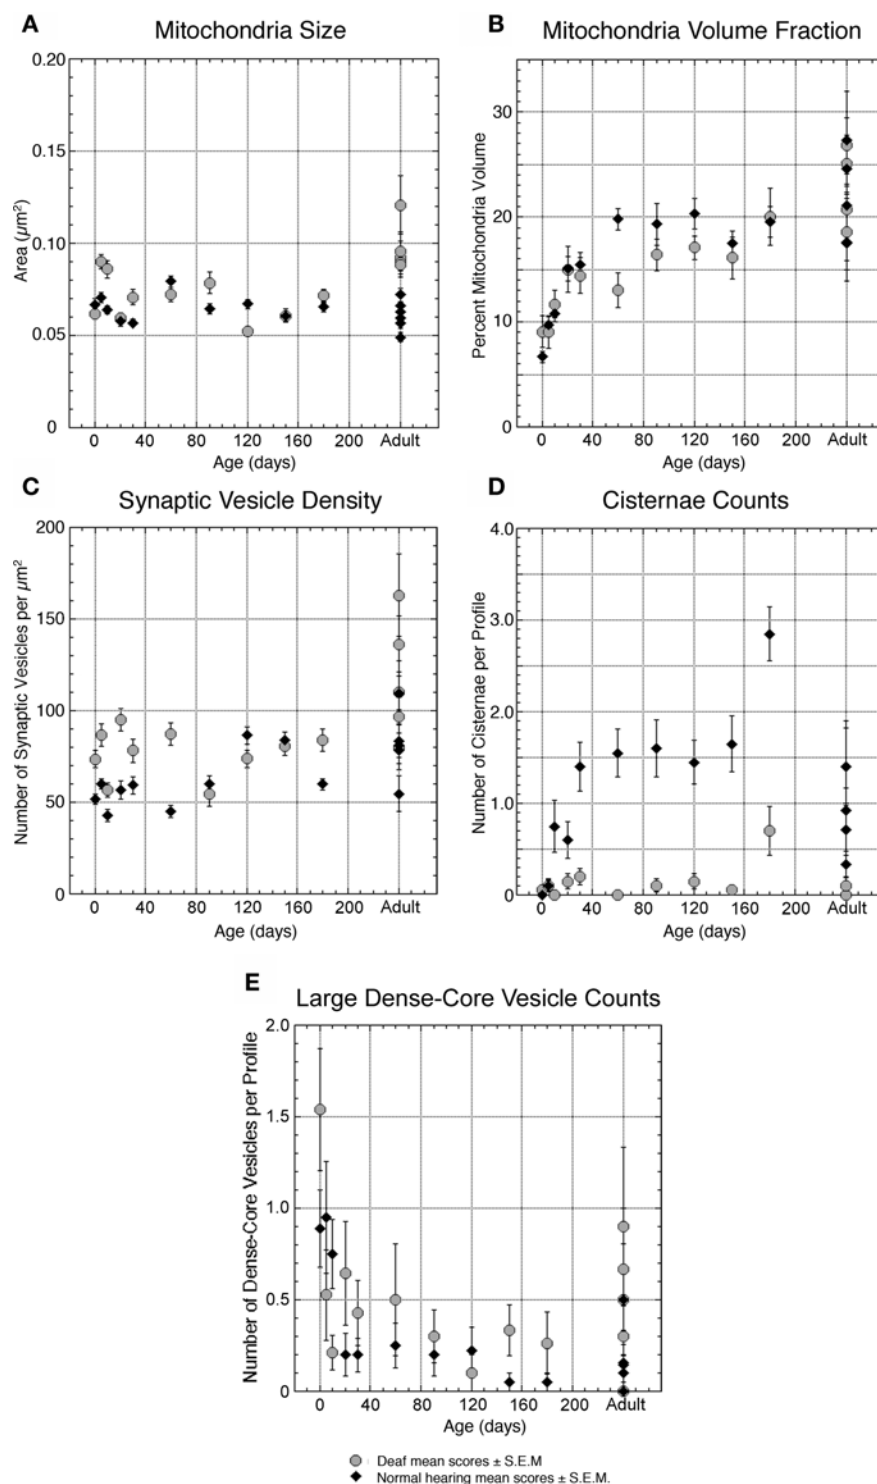 A
Mitochondria Size
0.20
0.15
0.10
0.05
0
Area (µm²)
0 40 80 120 160 200 Adult
Age (days)
B
Mitochondria Volume Fraction
30
20
10
0
Percent Mitochondria Volume
0 40 80 120 160 200 Adult
Age (days)
C
Synaptic Vesicle Density
200
150
100
50
0
Number of Synaptic Vesicles per µm²
0 40 80 120 160 200 Adult
Age (days)
D
Cisternae Counts
4.0
3.0
2.0
1.0
0
Number of Cisternae per Profile
0 40 80 120 160 200 Adult
Age (days)
E
Large Dense-Core Vesicle Counts
2.0
1.5
1.0
0.5
0
Number of Dense-Core Vesicles per Profile
0 40 80 120 160 200 Adult
Age (days)
Deaf mean scores ± S.E.M
Normal hearing mean scores ± S.E.M.